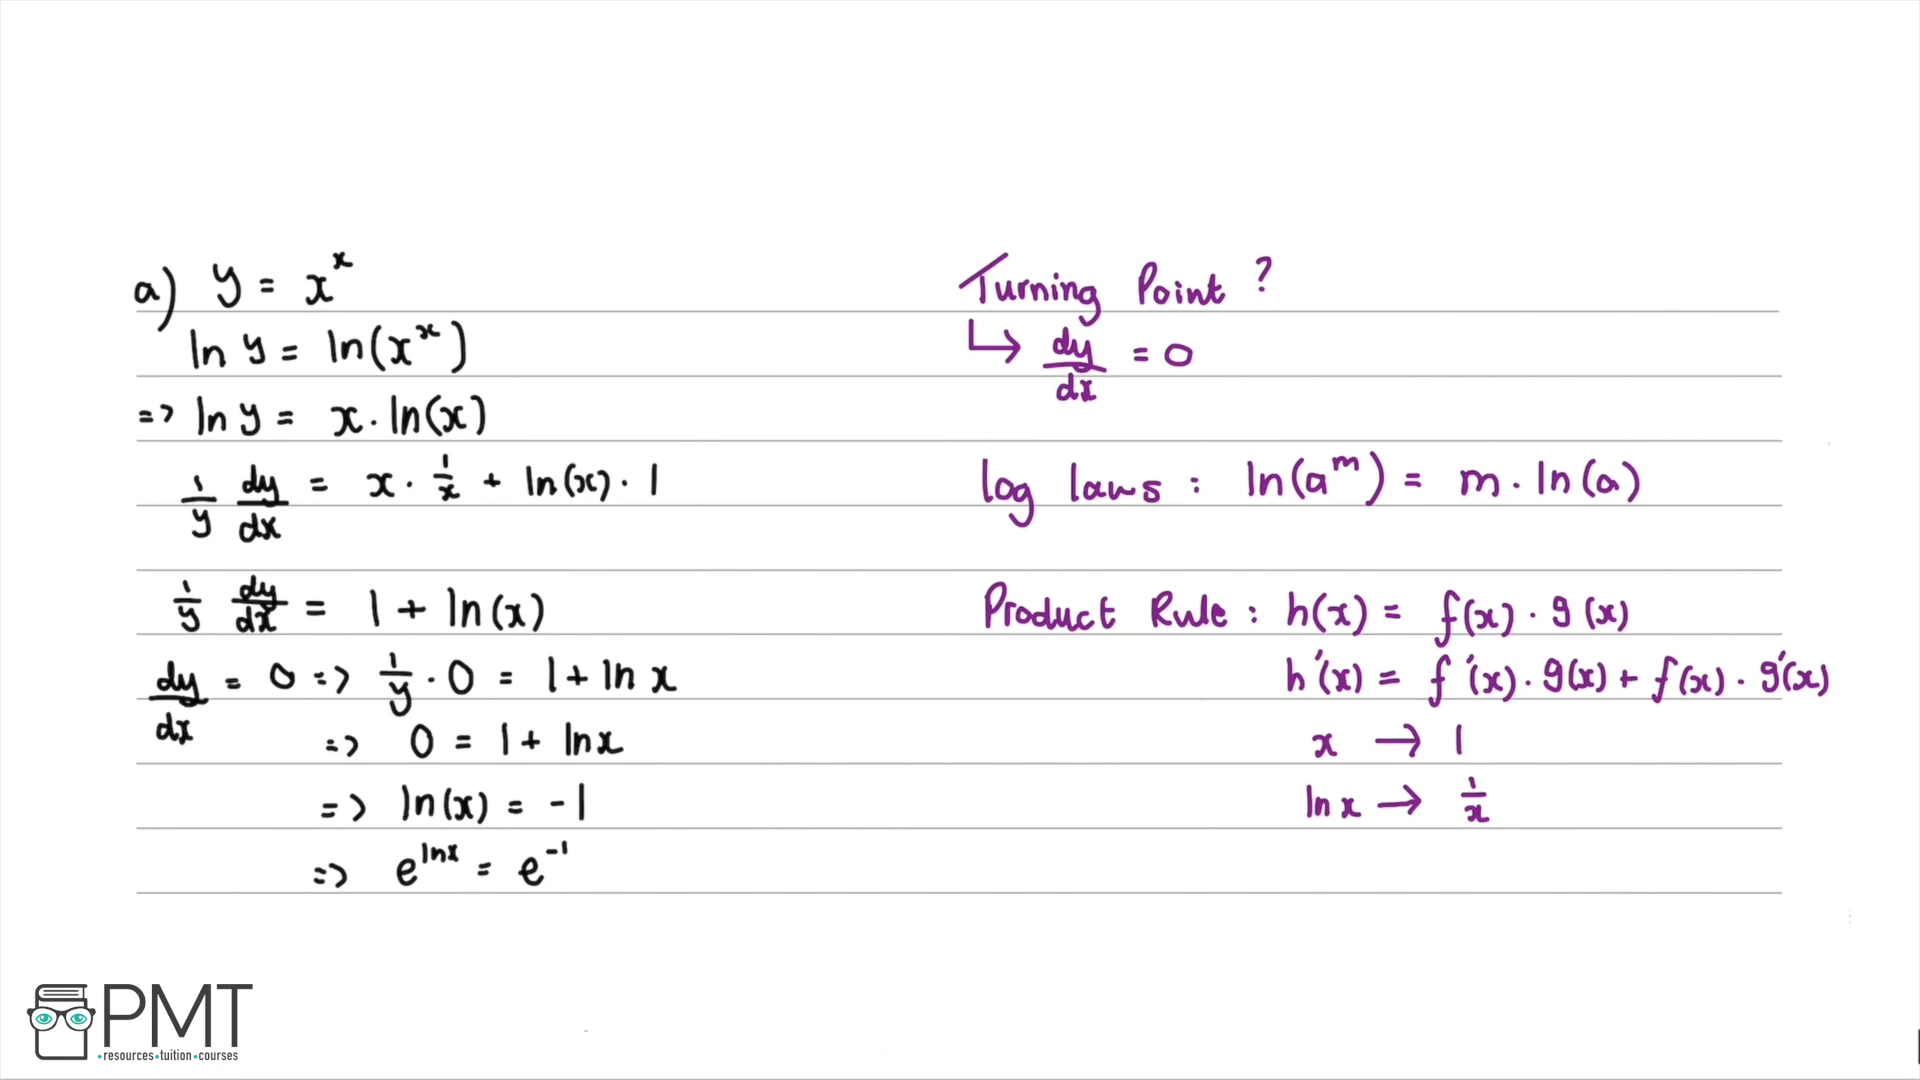 a) y = x^x
ln y = ln(x^x)
=> ln y = x · ln(x)
1/y dy/dx = x · 1/x + ln(x) · 1
1/y dy/dx = 1 + ln(x)
dy/dx = 0 => 1/y · 0 = 1 + ln x
=> 0 = 1 + ln x
=> ln(x) = -1
=> e^(ln x) = e^-1
Turning Point ?
↳ dy/dx = 0
log laws : ln(a^m) = m · ln(a)
Product Rule : h(x) = f(x) · g(x)
h'(x) = f'(x) · g(x) + f(x) · g'(x)
x → 1
ln x → 1/x
PMT
•resources•tuition•courses